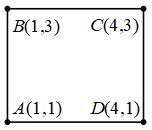 B(1,3) C(4,3)
A(1,1) D(4,1)